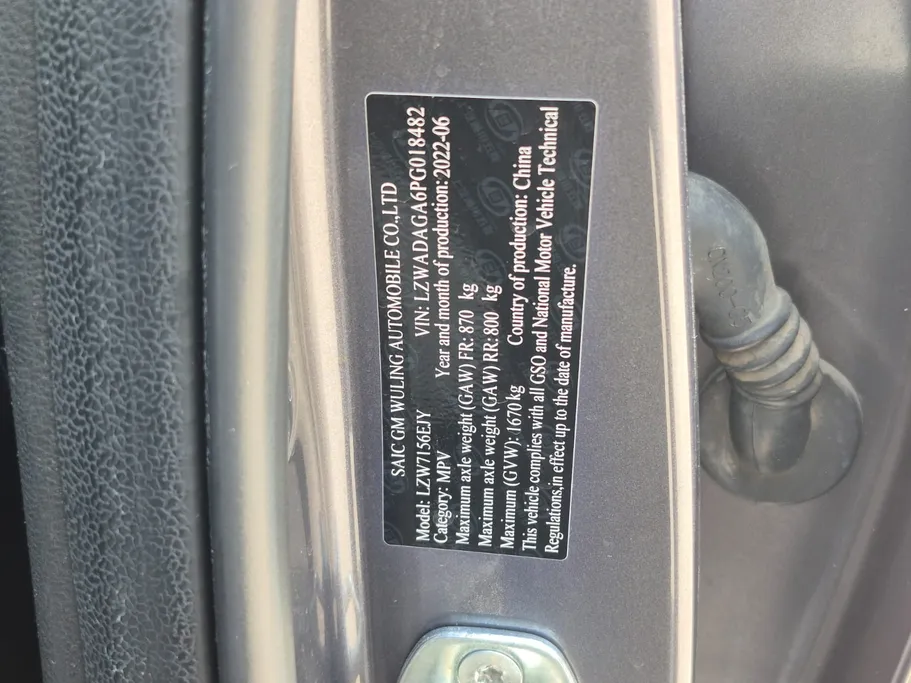 SAIC GM WULING AUTOMOBILE CO.,LTD
Model: LZW7156EJY VIN: LZWADAGA6PG018482
Category: MPV Year and month of production: 2022-06
Maximum axle weight (GAW) FR: 870 kg
Maximum axle weight (GAW) RR: 800 kg
Maximum (GVW): 1670 kg Country of production: China
This vehicle complies with all GSO and National Motor Vehicle Technical
Regulations,in effect up to the date of manufacture.